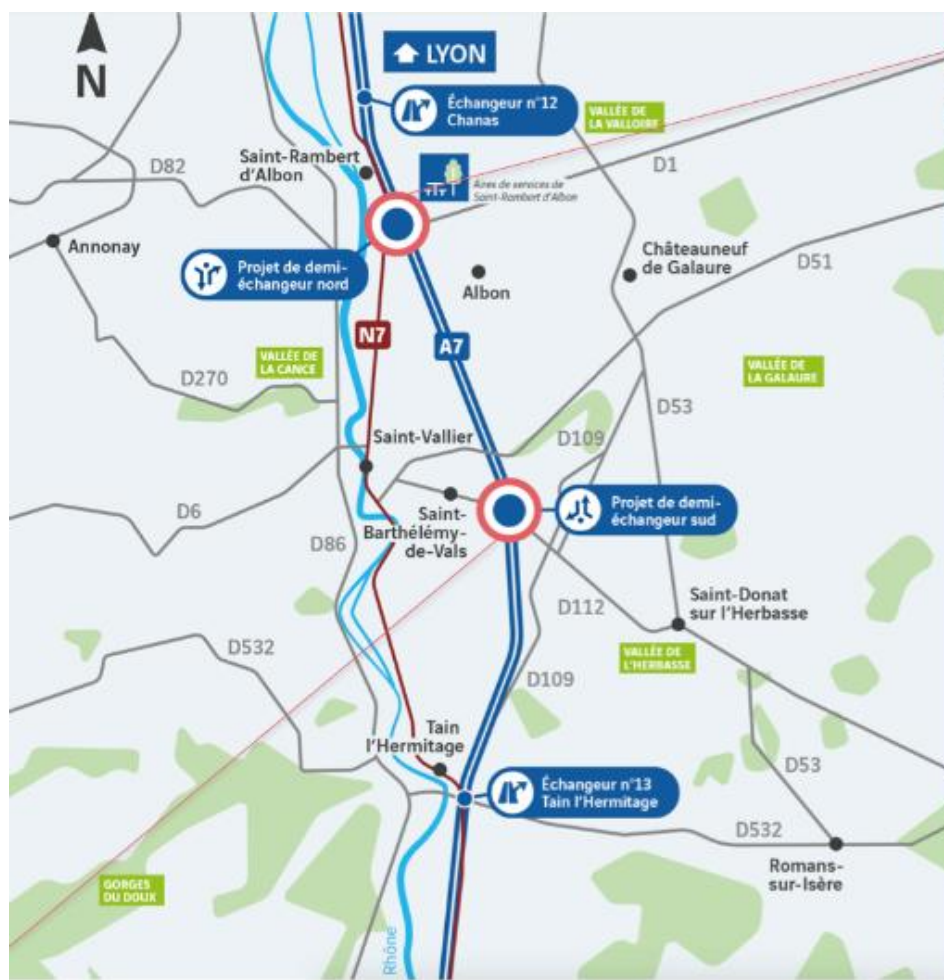 LYON
N
Échangeur n°12
Chanas
VALLÉE DE
LA VALLOIRE
Saint-Rambert
d'Albon
D82
D1
Aires de services de
Saint-Rambert d'Albon
Annonay
Projet de demi-
échangeur nord
Albon
Châteauneuf
de Galaure
D51
N7
A7
VALLÉE DE
LA CANCE
VALLÉE DE
LA GALAURE
D270
D53
Saint-Vallier
D109
D6
Saint-
Barthélémy-
de-Vals
Projet de demi-
échangeur sud
D86
D112
Saint-Donat
sur l'Herbasse
D532
VALLÉE DE
L'HERBASSE
D109
Tain
l'Hermitage
Échangeur n°13
Tain l'Hermitage
D53
D532
Romans-
sur-Isère
GORGES
DU DOUX
Rhône